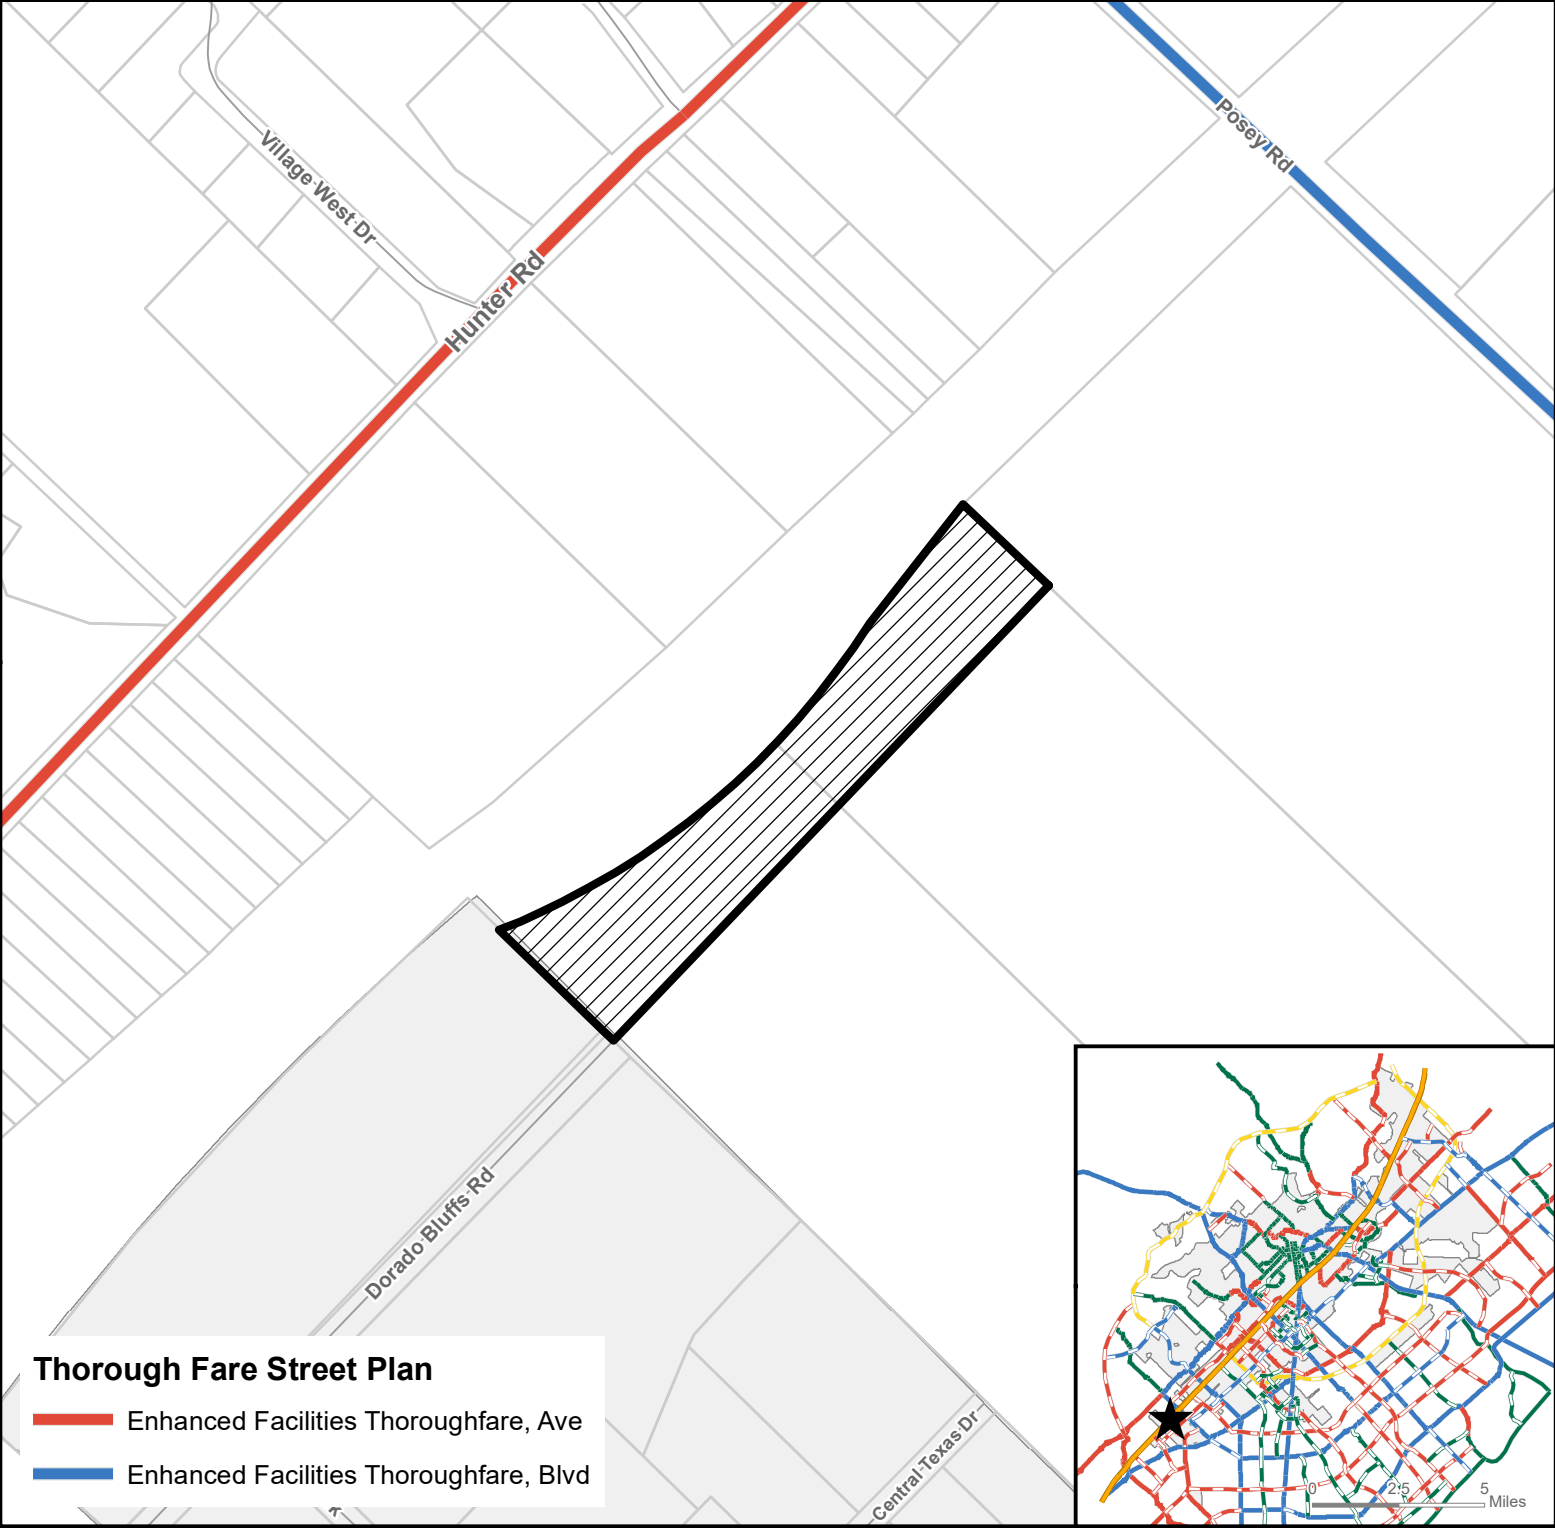 Posey Rd
Village West Dr
Hunter Rd
Dorado Bluffs Rd
Central Texas Dr
Thorough Fare Street Plan
Enhanced Facilities Thoroughfare, Ave
Enhanced Facilities Thoroughfare, Blvd
0 2.5 5
Miles